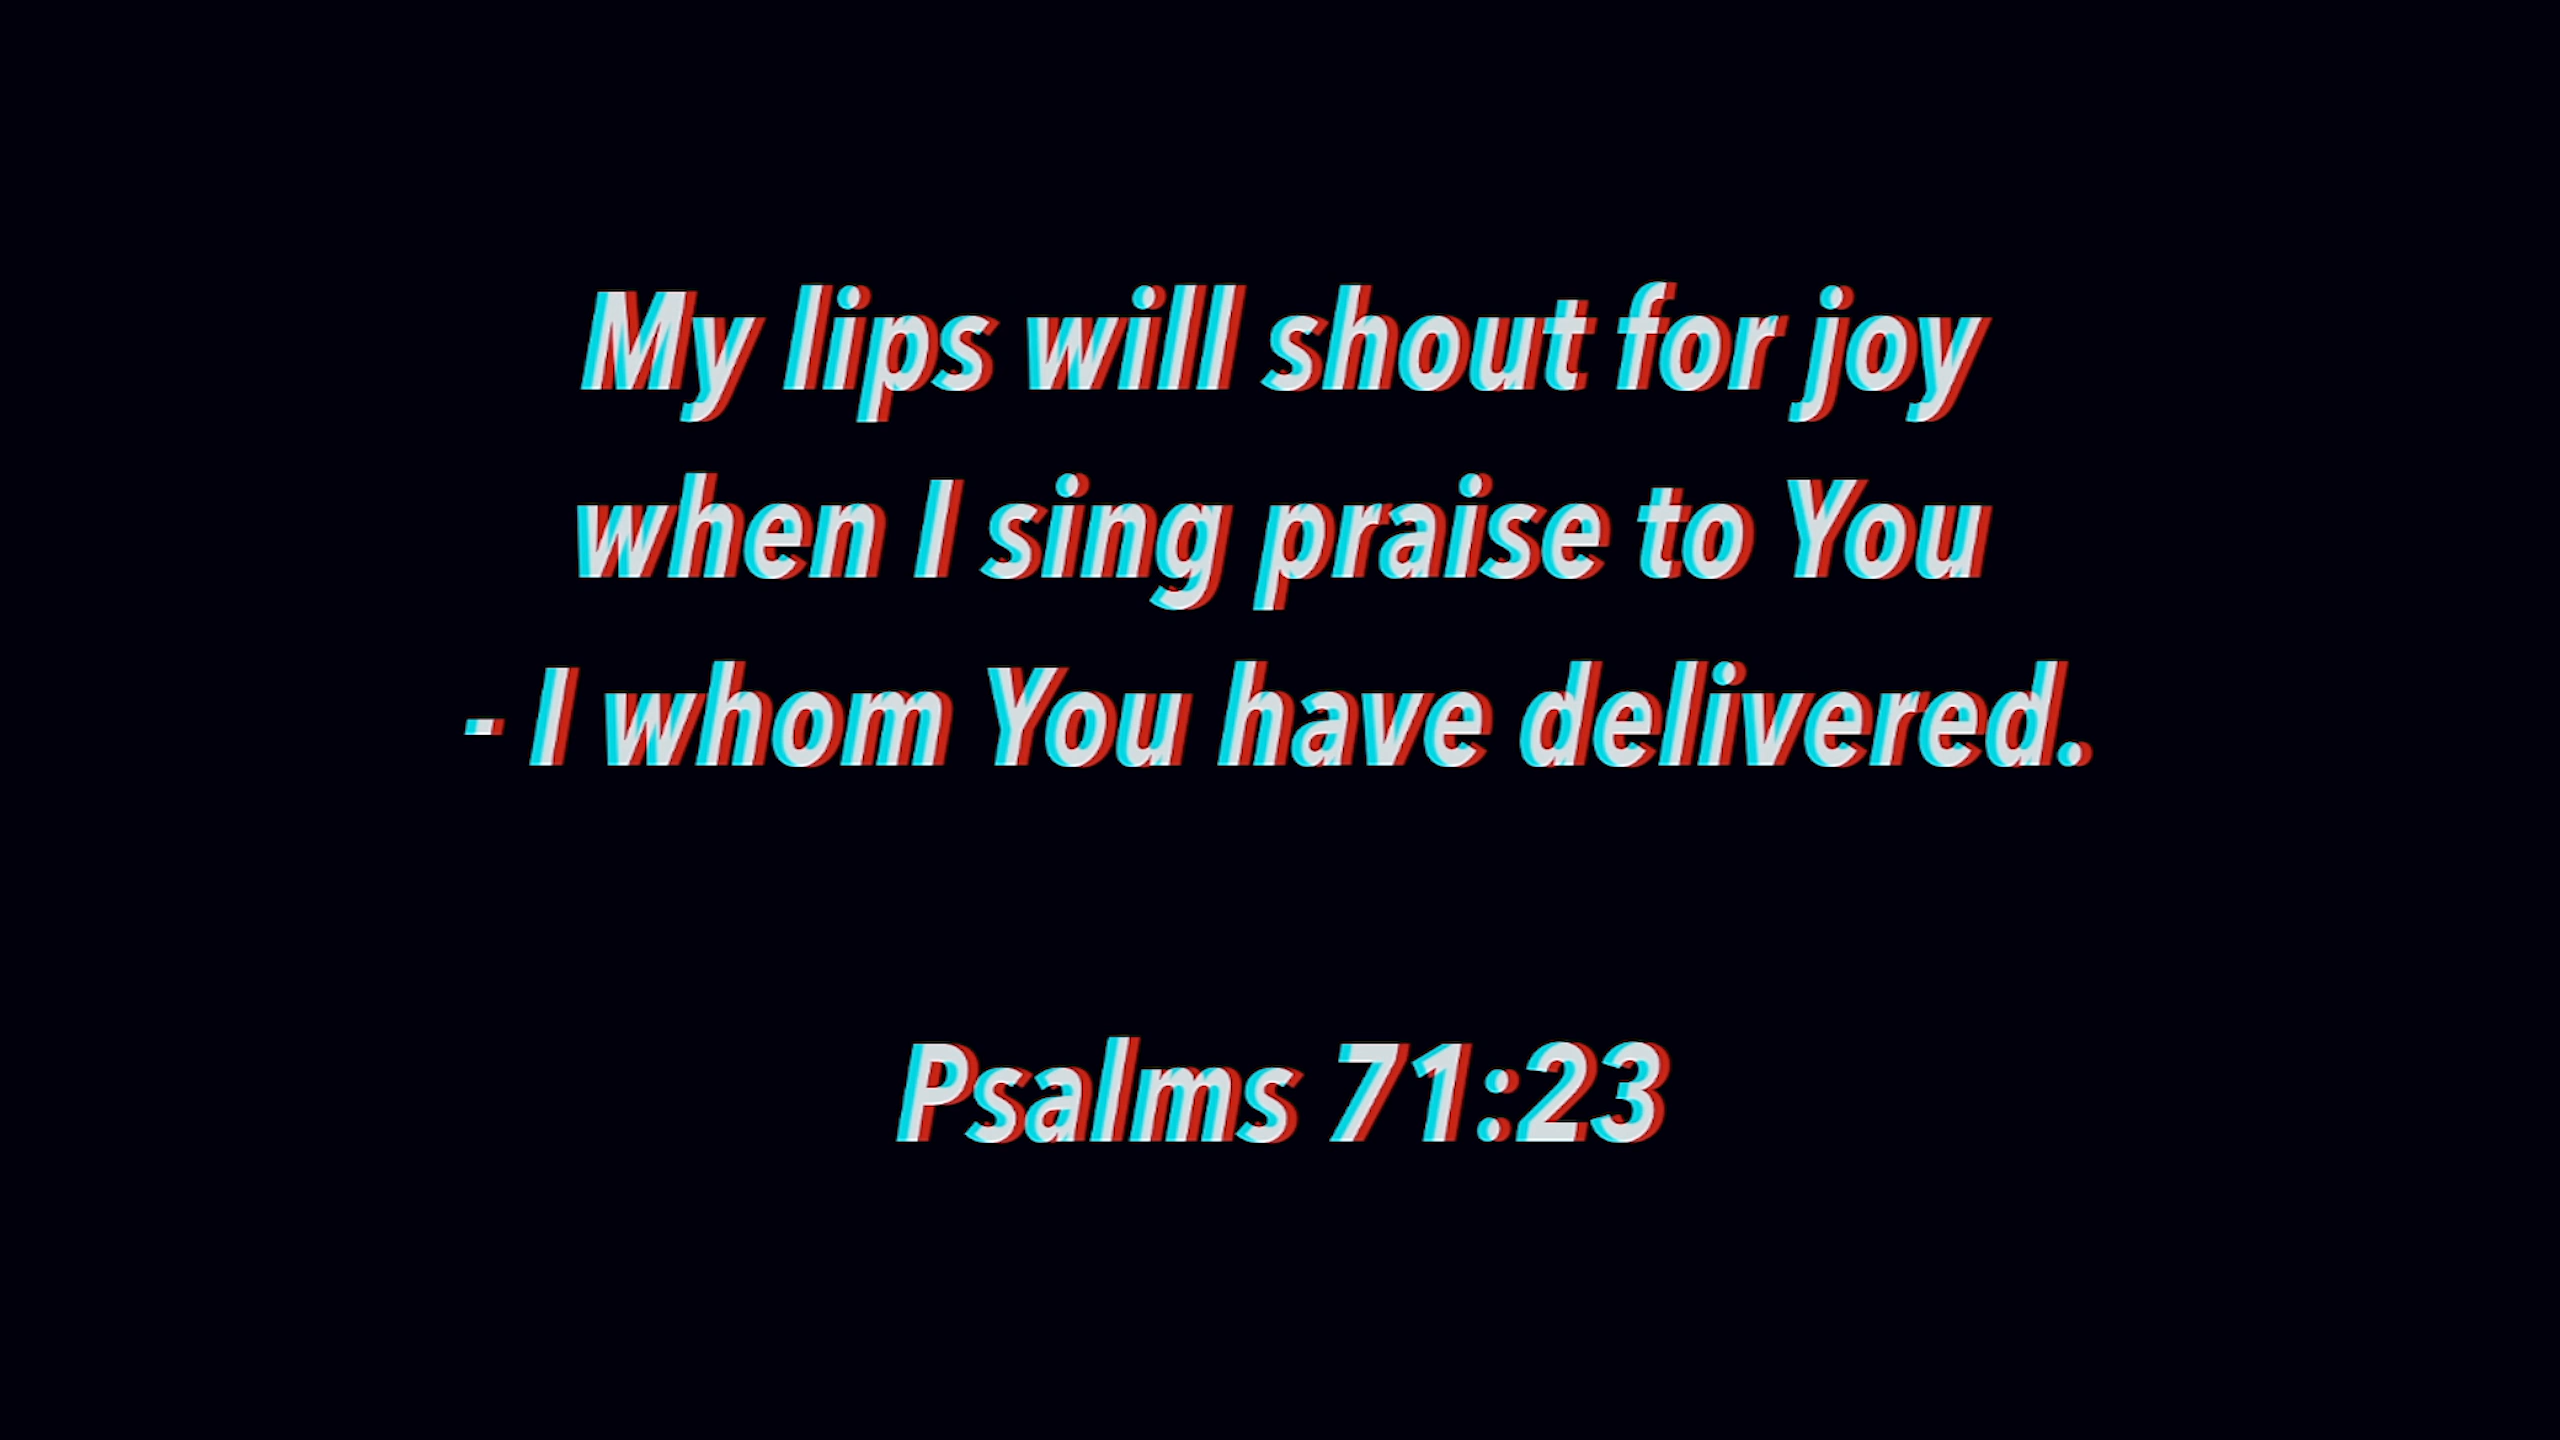 My lips will shout for joy
when I sing praise to You
- I whom You have delivered.
Psalms 71:23